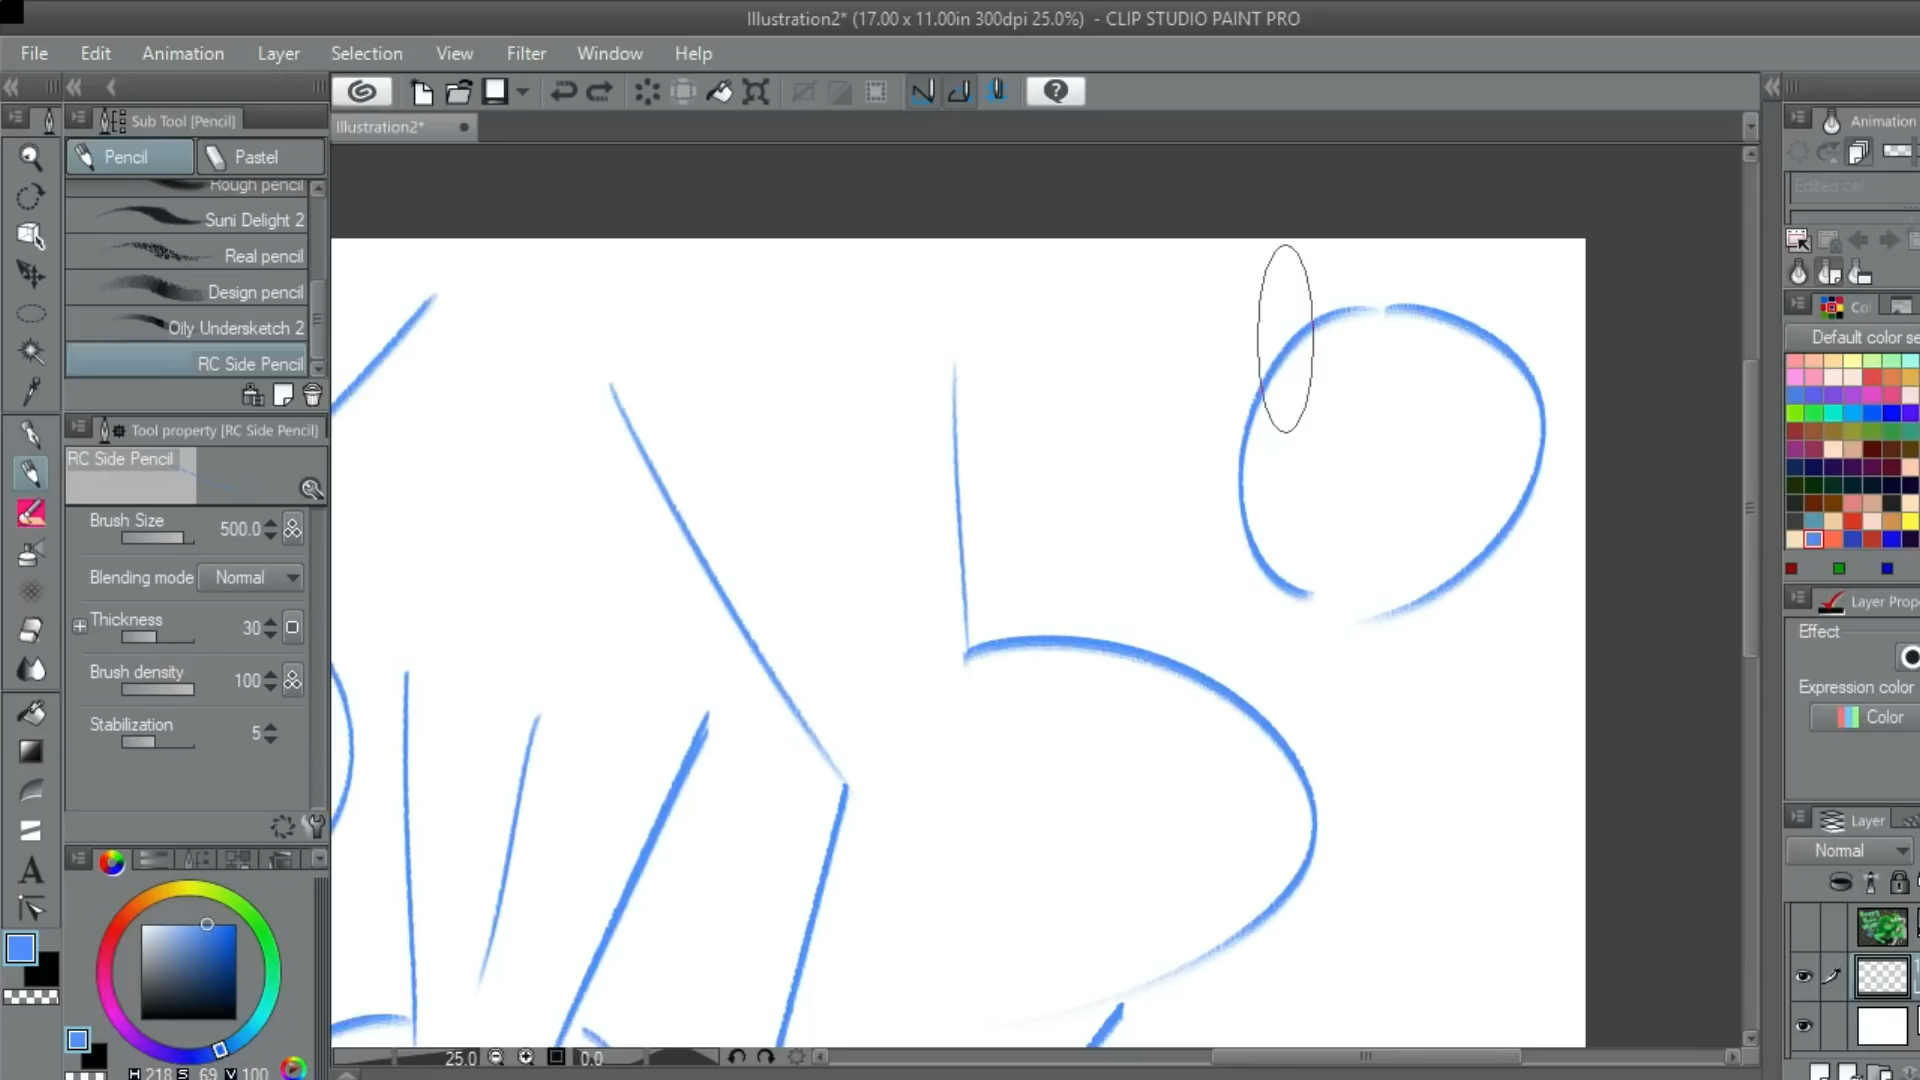 Illustration2* (17.00 x 11.00in 300dpi 25.0%) - CLIP STUDIO PAINT PRO
File Edit Animation Layer Selection View Filter Window Help
Illustration2*
Sub Tool [Pencil]
Pencil Pastel
Rough pencil
Suni Delight 2
Real pencil
Design pencil
Oily Undersketch 2
RC Side Pencil
Tool property [RC Side Pencil]
RC Side Pencil
Brush Size 500.0
Blending mode Normal
Thickness 30
Brush density 100
Stabilization 5
H 218 S 69 V 100
25.0 0.0
Animation
Edited cel
Co
Default color se
Layer Prop
Effect
Expression color
Color
Layer
Normal